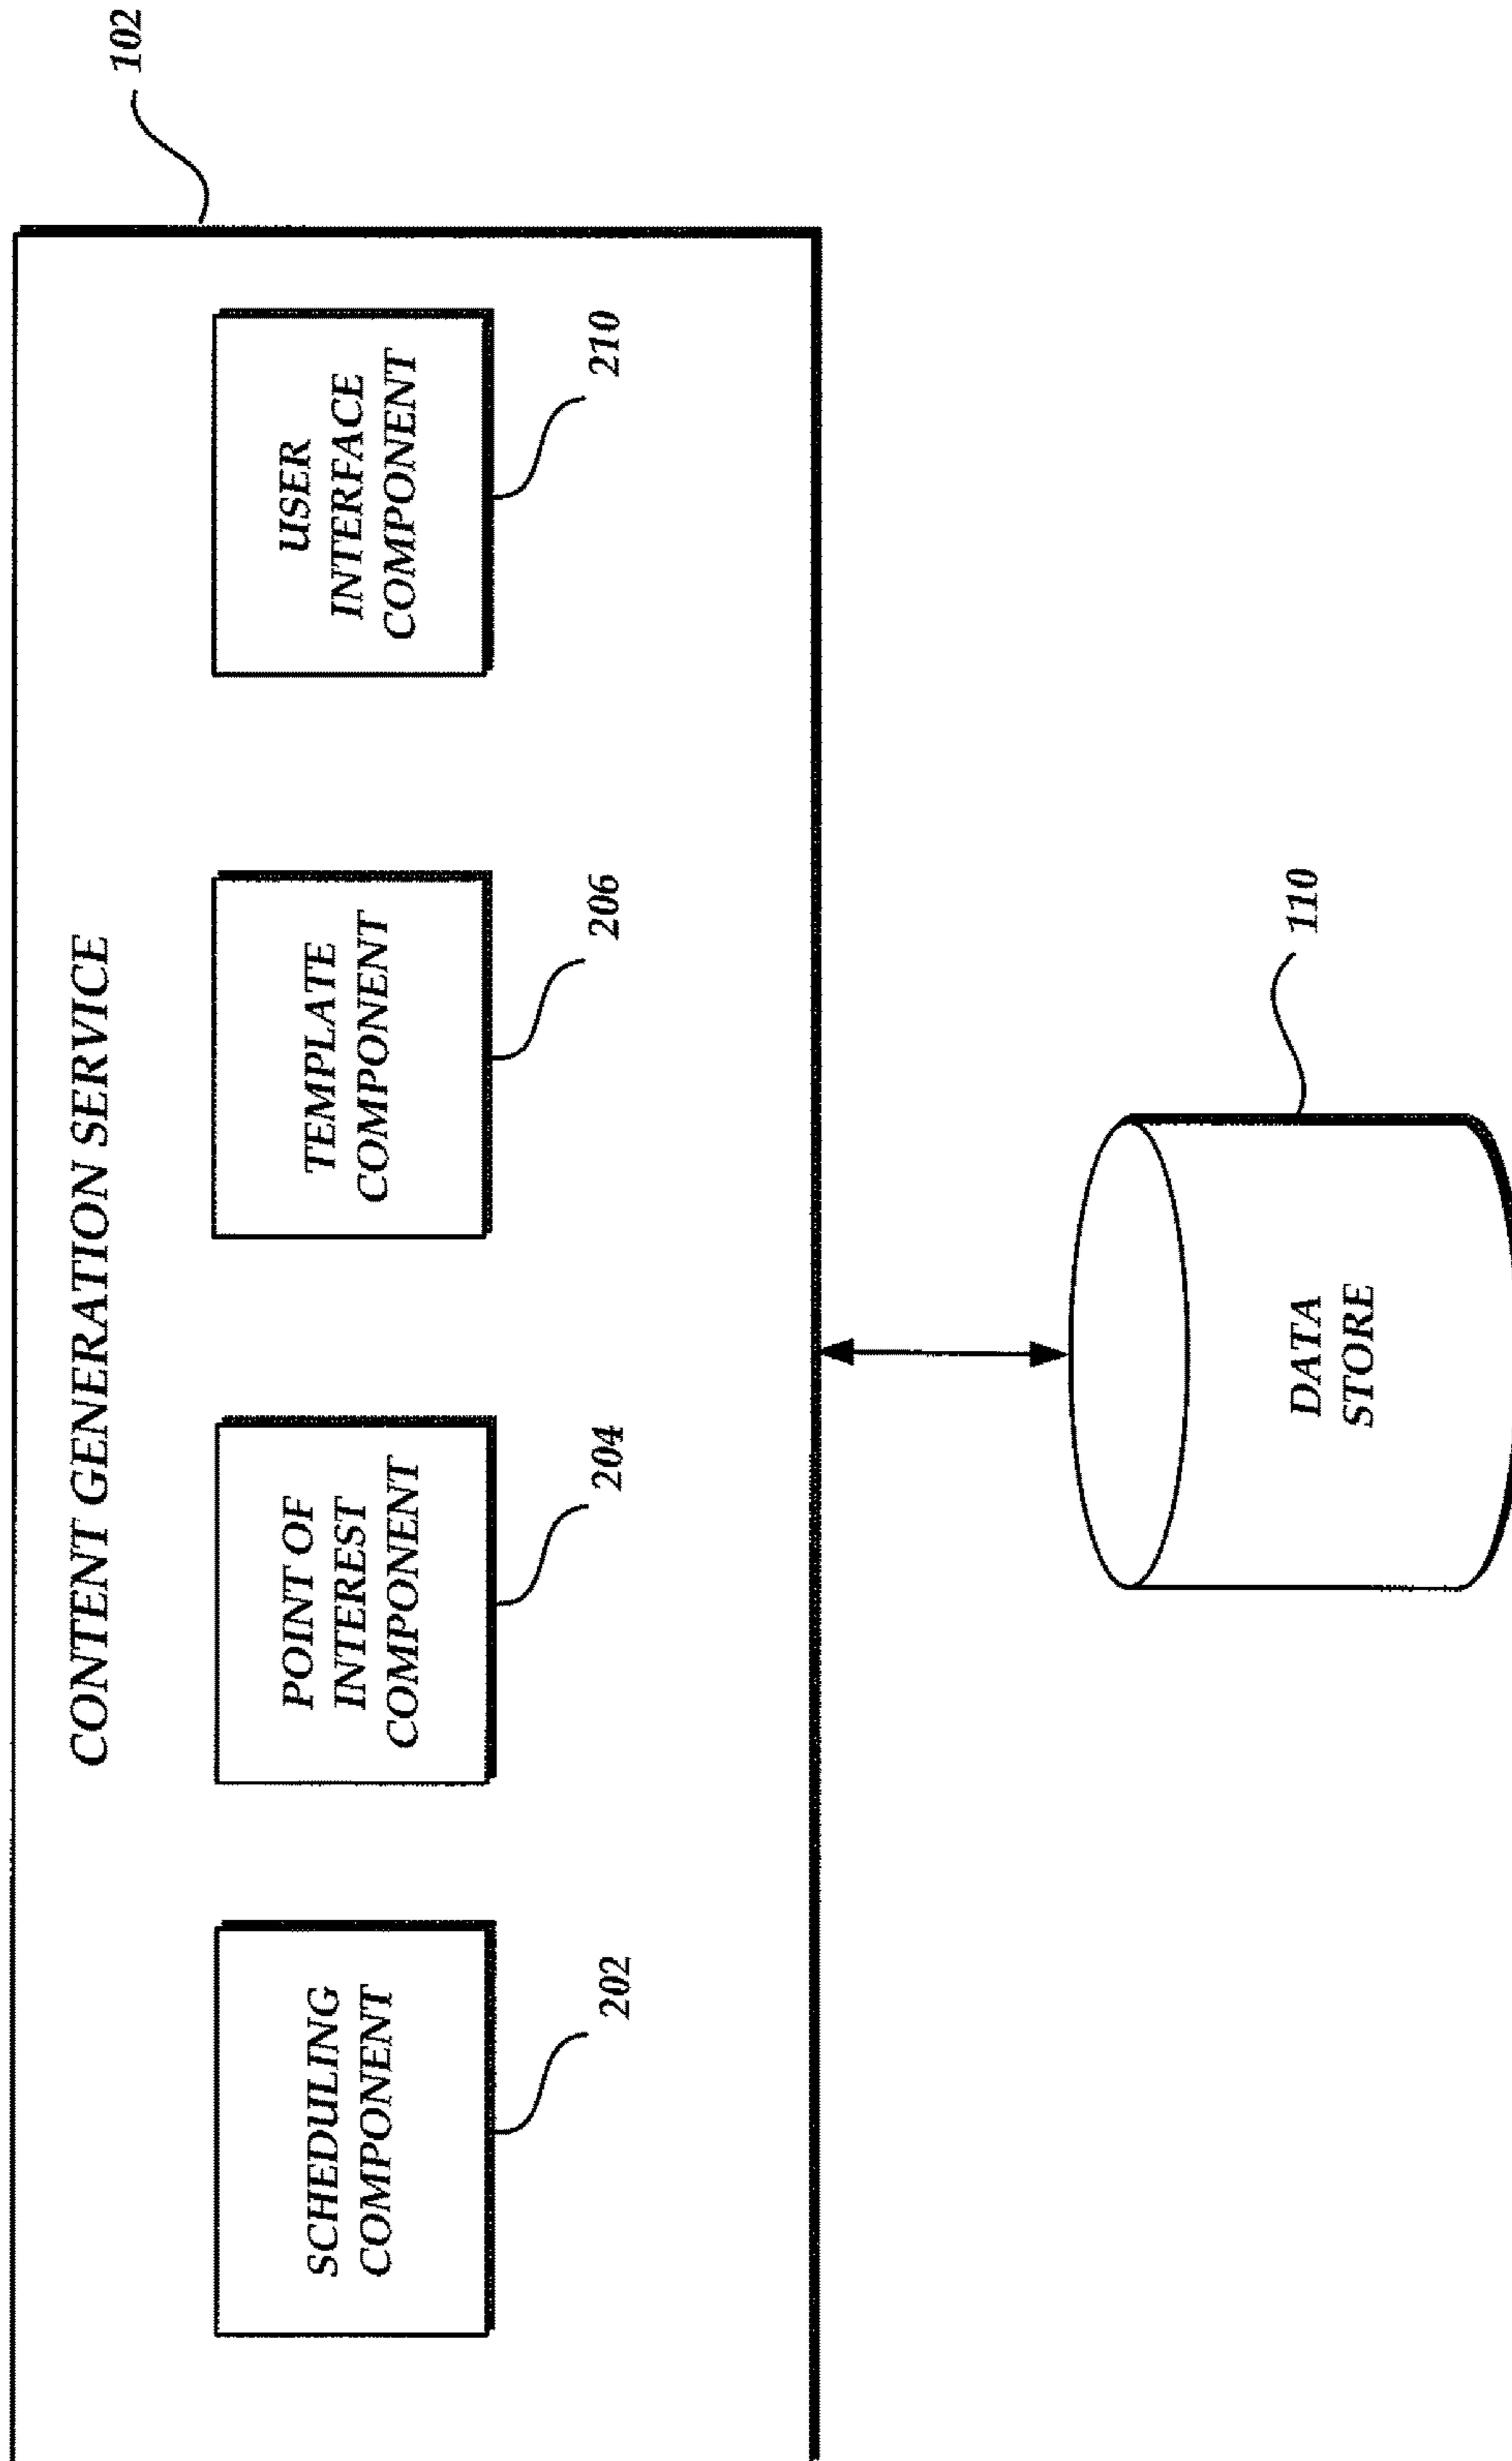 102
CONTENT GENERATION SERVICE
SCHEDULING
COMPONENT
202
POINT OF
INTEREST
COMPONENT
204
TEMPLATE
COMPONENT
206
USER
INTERFACE
COMPONENT
210
110
DATA
STORE